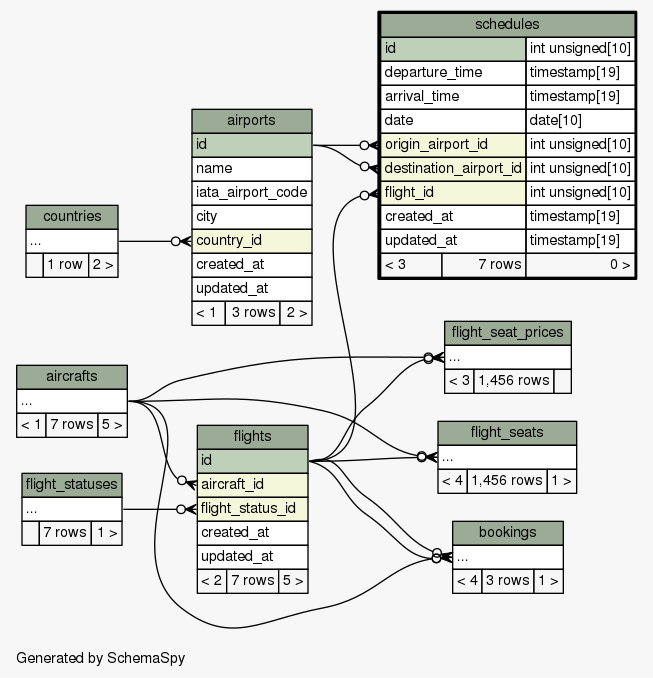 schedules
id int unsigned[10]
departure_time timestamp[19]
arrival_time timestamp[19]
date date[10]
origin_airport_id int unsigned[10]
destination_airport_id int unsigned[10]
flight_id int unsigned[10]
created_at timestamp[19]
updated_at timestamp[19]
< 3 7 rows 0 >
airports
id
name
iata_airport_code
city
country_id
created_at
updated_at
< 1 3 rows 2 >
countries
...
1 row 2 >
flight_seat_prices
...
< 3 1,456 rows
aircrafts
...
< 1 7 rows 5 >
flights
id
aircraft_id
flight_status_id
created_at
updated_at
< 2 7 rows 5 >
flight_seats
...
< 4 1,456 rows 1 >
flight_statuses
...
7 rows 1 >
bookings
...
< 4 3 rows 1 >
Generated by SchemaSpy